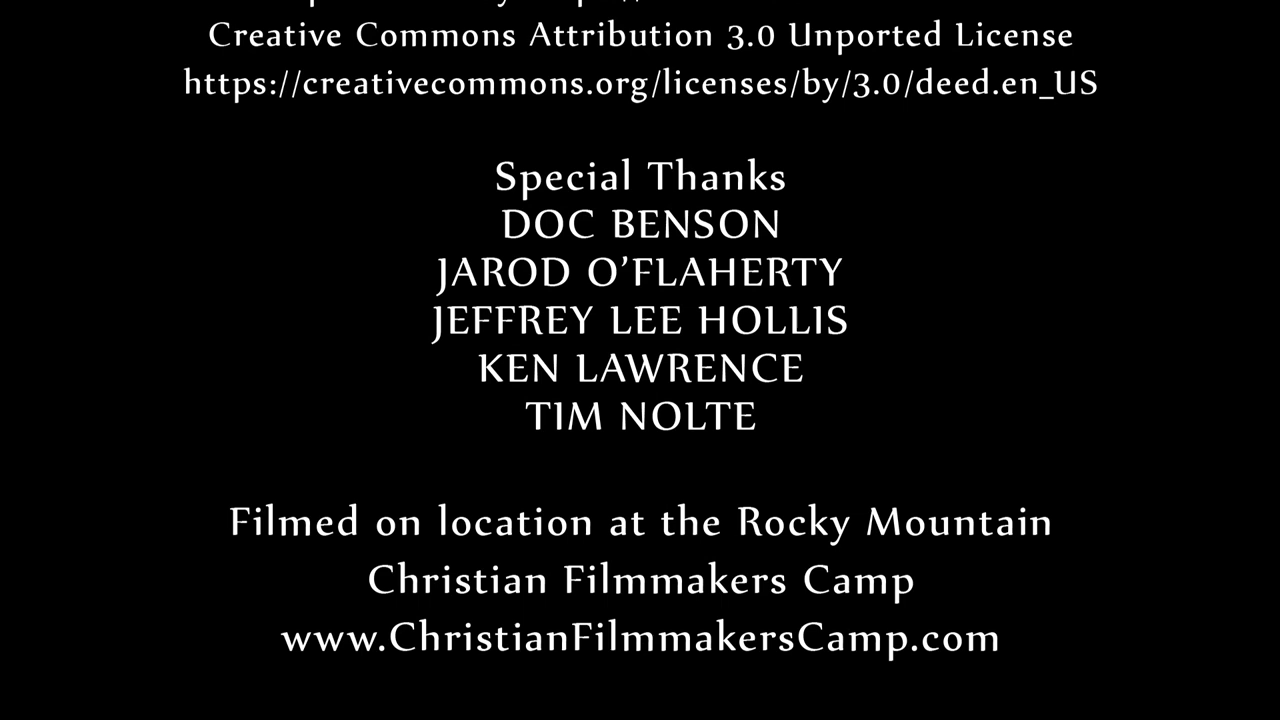 Creative Commons Attribution 3.0 Unported License
https://creativecommons.org/licenses/by/3.0/deed.en_US
Special Thanks
DOC BENSON
JAROD O’FLAHERTY
JEFFREY LEE HOLLIS
KEN LAWRENCE
TIM NOLTE
Filmed on location at the Rocky Mountain
Christian Filmmakers Camp
www.ChristianFilmmakersCamp.com